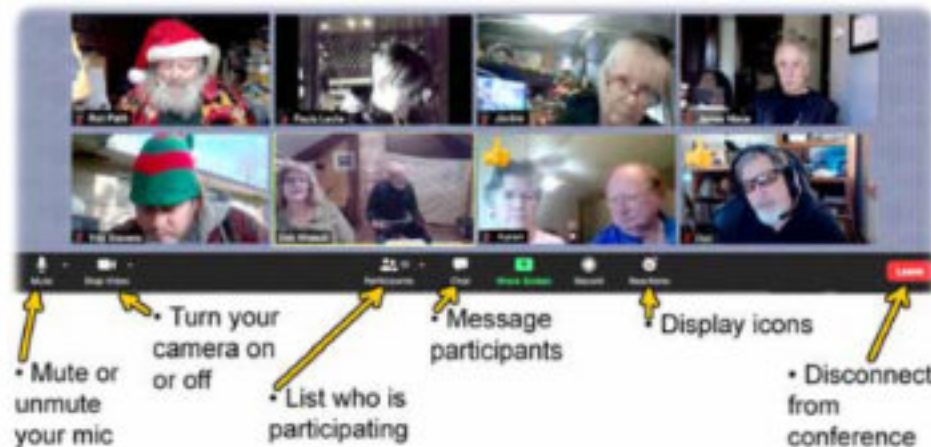 Mute
Stop Video
Participants
Chat
Share Screen
Record
Reactions
Leave
• Turn your
camera on
or off
• Message
participants
• Display icons
• Mute or
unmute
your mic
• List who is
participating
• Disconnect
from
conference